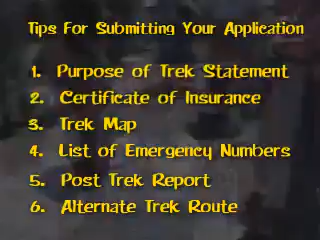 Tips For Submitting Your Application
1. Purpose of Trek Statement
2. Certificate of Insurance
3. Trek Map
4. List of Emergency Numbers
5. Post Trek Report
6. Alternate Trek Route